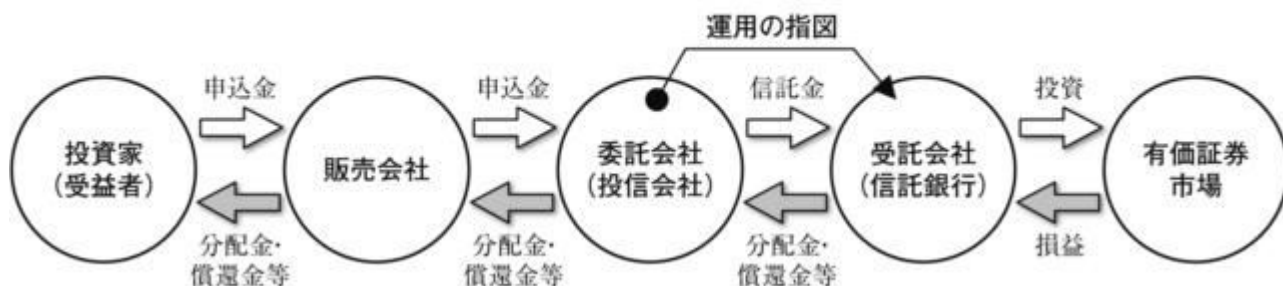 運用の指図
申込金
申込金
信託金
投資
投資家
(受益者)
販売会社
委託会社
(投信会社)
受託会社
(信託銀行)
有価証券
市場
分配金・
償還金等
分配金・
償還金等
分配金・
償還金等
損益